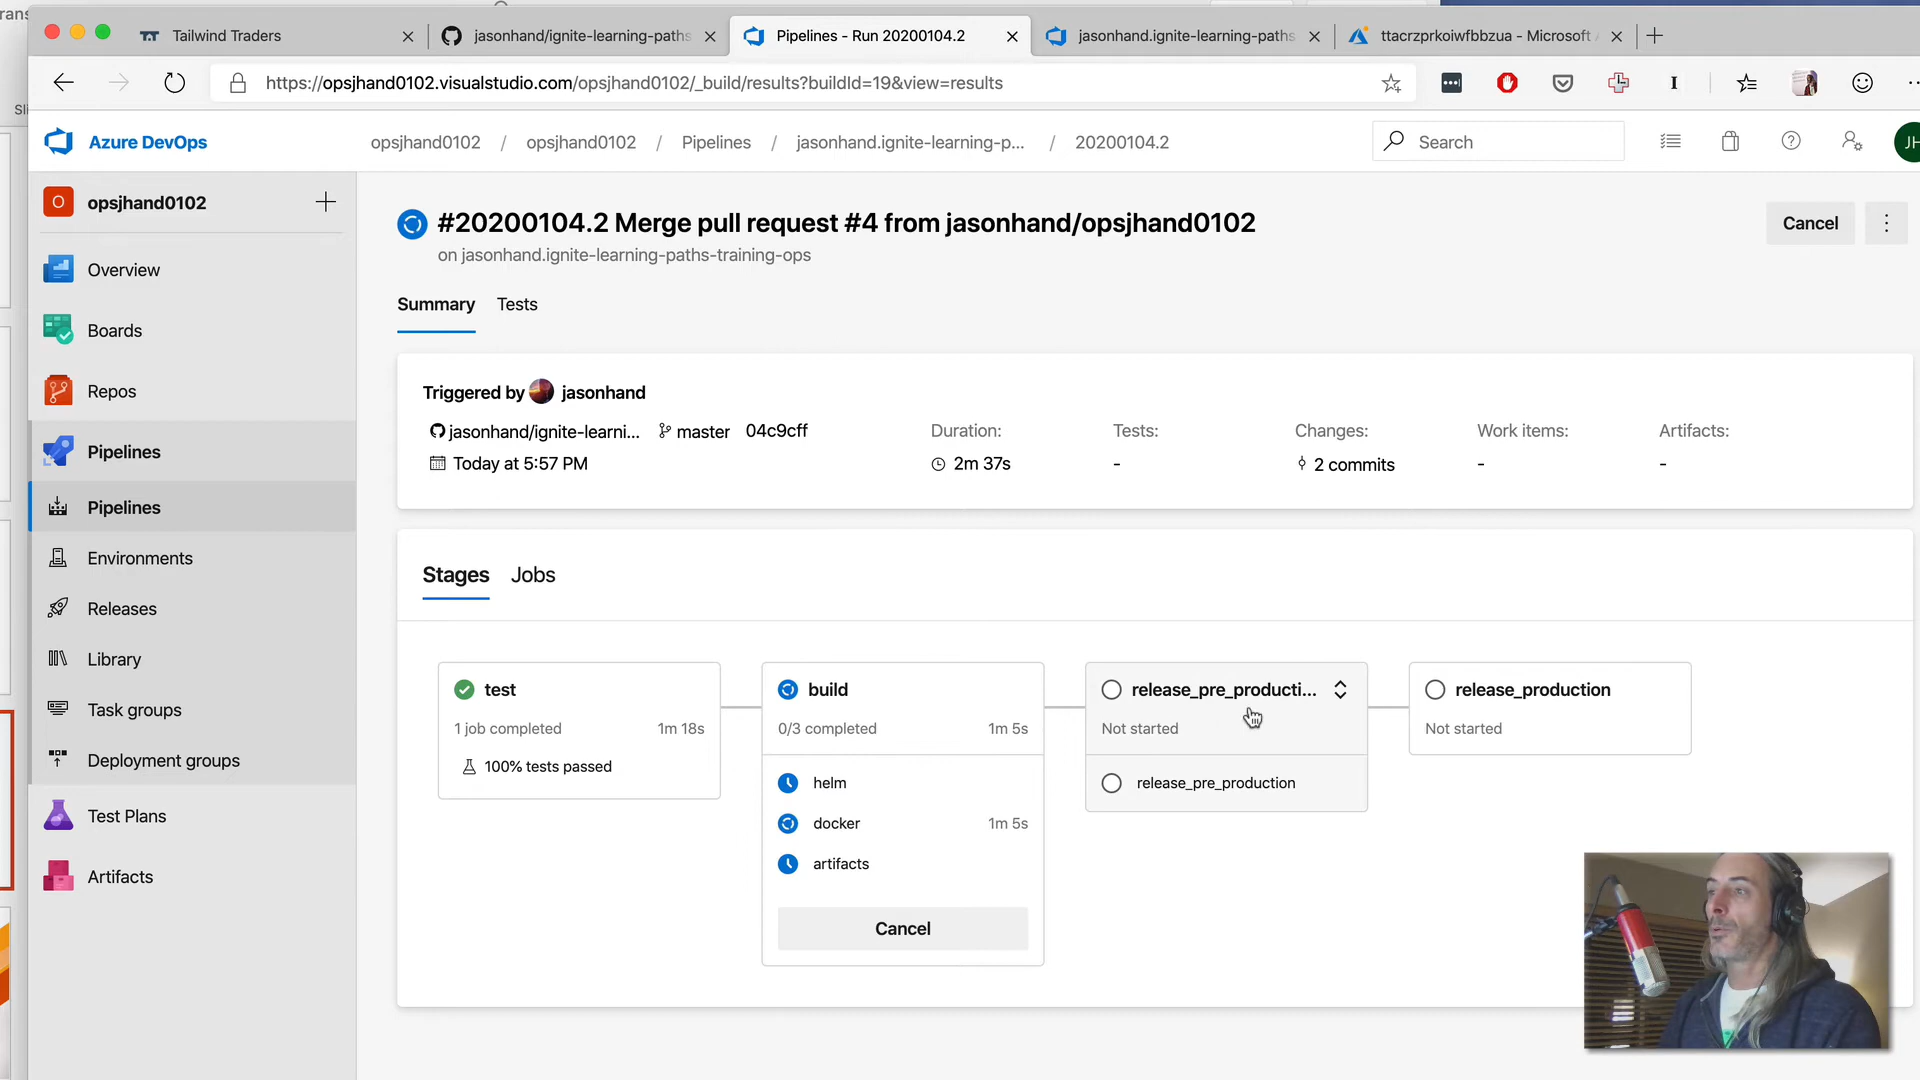 rans
Tailwind Traders
jasonhand/ignite-learning-paths
Pipelines - Run 20200104.2
jasonhand.ignite-learning-paths
ttacrzprkoiwfbbzua - Microsoft A
https://opsjhand0102.visualstudio.com/opsjhand0102/_build/results?buildId=19&view=results
Sli
Azure DevOps
opsjhand0102 / opsjhand0102 / Pipelines / jasonhand.ignite-learning-p... / 20200104.2
Search
JH
O
opsjhand0102
Overview
Boards
Repos
Pipelines
Pipelines
Environments
Releases
Library
Task groups
Deployment groups
Test Plans
Artifacts
#20200104.2 Merge pull request #4 from jasonhand/opsjhand0102
on jasonhand.ignite-learning-paths-training-ops
Cancel
Summary
Tests
Triggered by jasonhand
jasonhand/ignite-learni... master 04c9cff
Today at 5:57 PM
Duration:
2m 37s
Tests:
-
Changes:
2 commits
Work items:
-
Artifacts:
-
Stages
Jobs
test
1 job completed 1m 18s
100% tests passed
build
0/3 completed 1m 5s
helm
docker 1m 5s
artifacts
Cancel
release_pre_producti...
Not started
release_pre_production
release_production
Not started